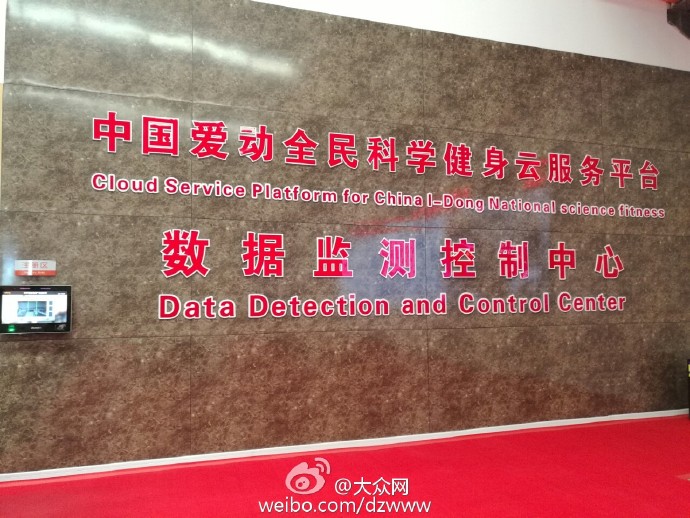 中国爱动全民科学健身云服务平台
Cloud Service Platform for China I-Dong National science fitness
数据监测控制中心
Data Detection and Control Center
@大众网
weibo.com/dzwww